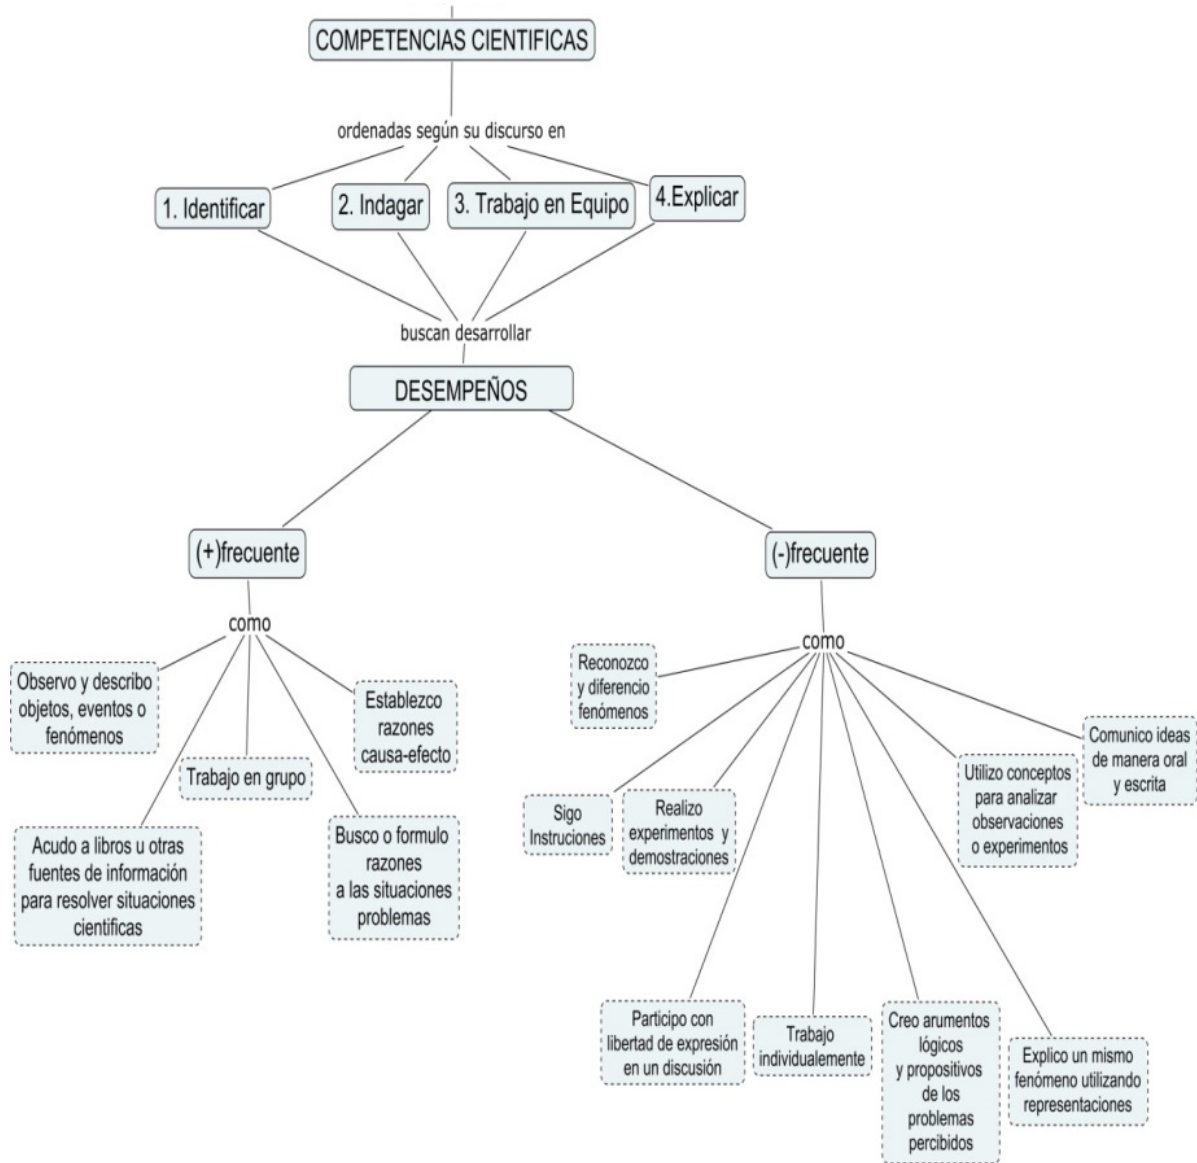 COMPETENCIAS CIENTIFICAS
ordenadas según su discurso en
1. Identificar
2. Indagar
3. Trabajo en Equipo
4.Explicar
buscan desarrollar
DESEMPEÑOS
(+)frecuente
como
Observo y describo
objetos, eventos o
fenómenos
Acudo a libros u otras
fuentes de información
para resolver situaciones
cientificas
Trabajo en grupo
Busco o formulo
razones
a las situaciones
problemas
Establezco
razones
causa-efecto
(-)frecuente
como
Reconozco
y diferencio
fenómenos
Sigo
Instruciones
Realizo
experimentos y
demostraciones
Participo con
libertad de expresión
en un discusión
Trabajo
individualemente
Creo arumentos
lógicos
y propositivos
de los
problemas
percibidos
Explico un mismo
fenómeno utilizando
representaciones
Utilizo conceptos
para analizar
observaciones
o experimentos
Comunico ideas
de manera oral
y escrita